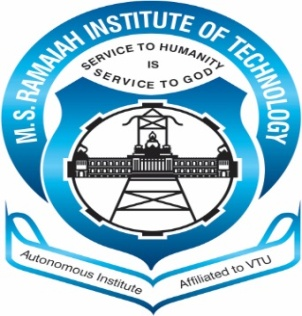 M.S. RAMAIAH INSTITUTE OF TECHNOLOGY
SERVICE TO HUMANITY
IS
SERVICE TO GOD
Autonomous Institute
Affiliated to VTU